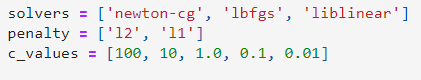 solvers = ['newton-cg', 'lbfgs', 'liblinear']
penalty = ['l2', 'l1']
c_values = [100, 10, 1.0, 0.1, 0.01]